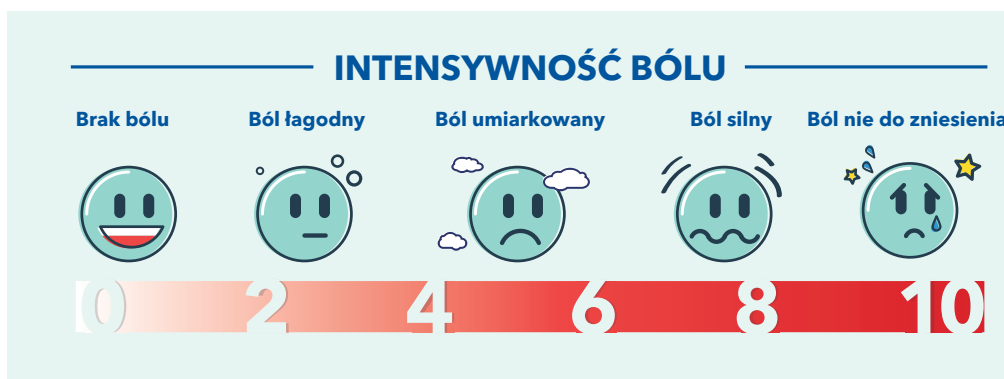 INTENSYWNOŚĆ BÓLU
Brak bólu Ból łagodny Ból umiarkowany Ból silny Ból nie do zniesienia
0 2 4 6 8 10